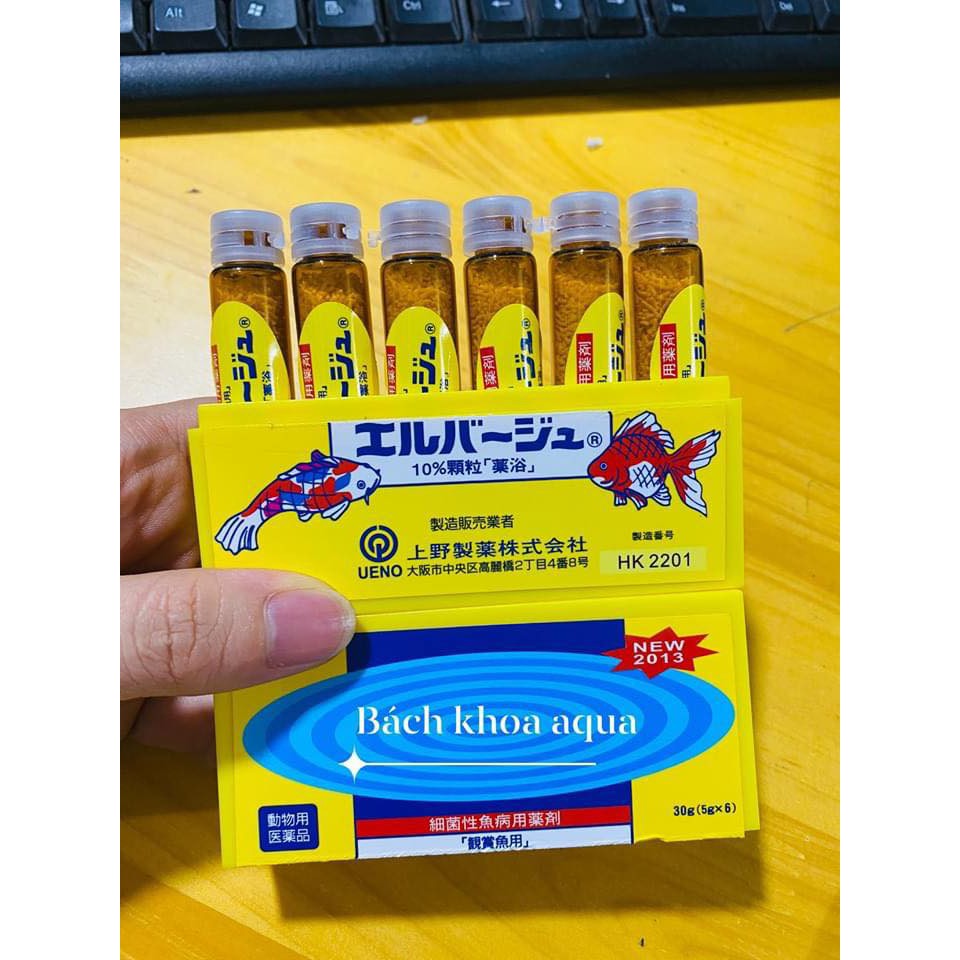 Alt
Ins
Del
エルバージュ®
10%顆粒「薬浴」
製造販売業者
上野製薬株式会社
UENO 大阪市中央区高麗橋2丁目4番8号
製造番号
HK 2201
NEW
2013
Bách khoa aqua
30g(5g×6)
動物用
医薬品
細菌性魚病用薬剤
「観賞魚用」